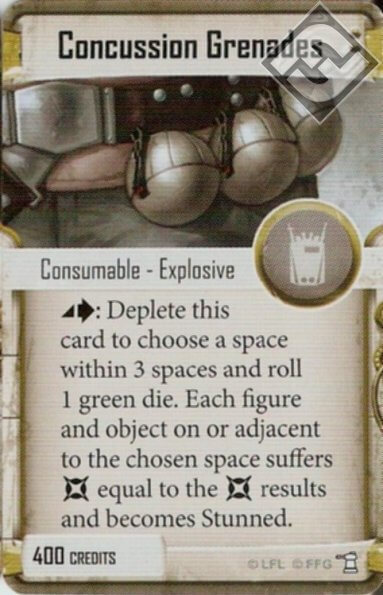 Concussion Grenades
Consumable - Explosive
: Deplete this
card to choose a space
within 3 spaces and roll
1 green die. Each figure
and object on or adjacent
to the chosen space suffers
equal to the results
and becomes Stunned.
400 CREDITS
©LFL ©FFG